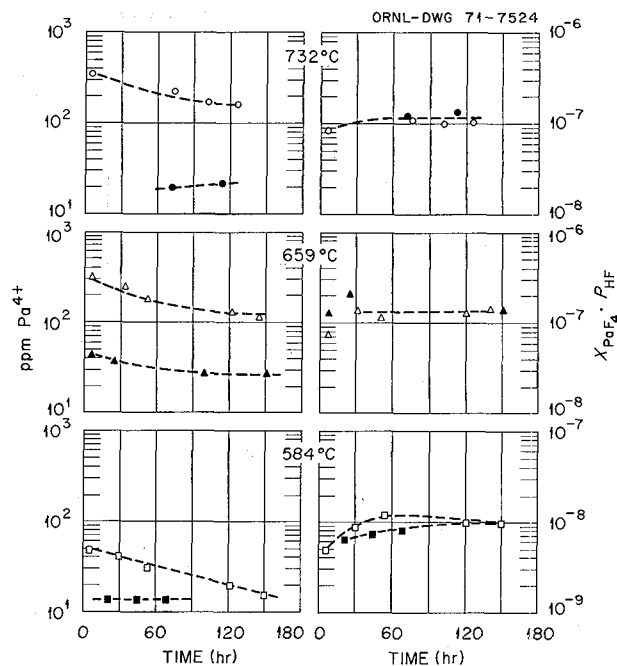 ORNL-DWG 71-7524
10³
10²
10¹
732°C
10⁻⁶
10⁻⁷
10⁻⁸
10³
10²
10¹
659°C
10⁻⁶
10⁻⁷
10⁻⁸
ppm Pa⁴⁺
X_PaF₄ · P_HF
10³
10²
10¹
584°C
10⁻⁷
10⁻⁸
10⁻⁹
0 60 120 180
0 60 120 180
TIME (hr)
TIME (hr)